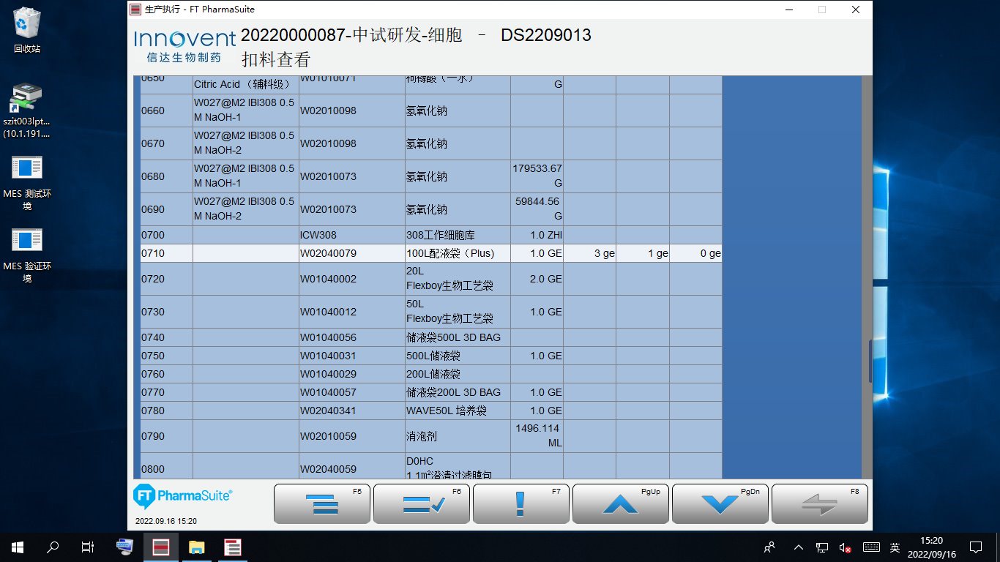 回收站
szit003lpt...
(10.1.191....
MES 测试环
境
MES 验证环
境
生产执行 - FT PharmaSuite
Innovent
信达生物制药
20220000087-中试研发-细胞 - DS2209013
扣料查看
0650 Citric Acid （辅料级） W01010071 枸橼酸（一水） G
0660 W027@M2 IBI308 0.5 W02010098 氢氧化钠
M NaOH-1
0670 W027@M2 IBI308 0.5 W02010098 氢氧化钠
M NaOH-2
0680 W027@M2 IBI308 0.5 W02010073 氢氧化钠 179533.67
M NaOH-1 G
0690 W027@M2 IBI308 0.5 W02010073 氢氧化钠 59844.56
M NaOH-2 G
0700 ICW308 308工作细胞库 1.0 ZHI
0710 W02040079 100L配液袋（Plus) 1.0 GE 3 ge 1 ge 0 ge
0720 W01040002 20L 2.0 GE
Flexboy生物工艺袋
0730 W01040012 50L 1.0 GE
Flexboy生物工艺袋
0740 W01040056 储液袋500L 3D BAG
0750 W01040031 500L储液袋 1.0 GE
0760 W01040029 200L储液袋
0770 W01040057 储液袋200L 3D BAG 1.0 GE
0780 W02040341 WAVE50L 培养袋 1.0 GE
0790 W02010059 消泡剂 1496.114
ML
0800 W02040059 D0HC
1.1㎡澄清过滤膜包
FT PharmaSuite®
2022.09.16 15:20
F5
F6
F7
PgUp
PgDn
F8
英
15:20
2022/09/16